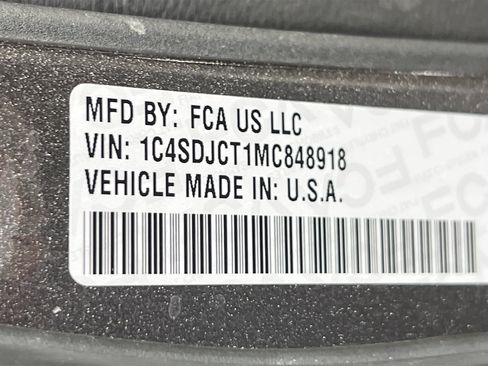 MFD BY: FCA US LLC
VIN: 1C4SDJCT1MC848918
VEHICLE MADE IN: U.S.A.